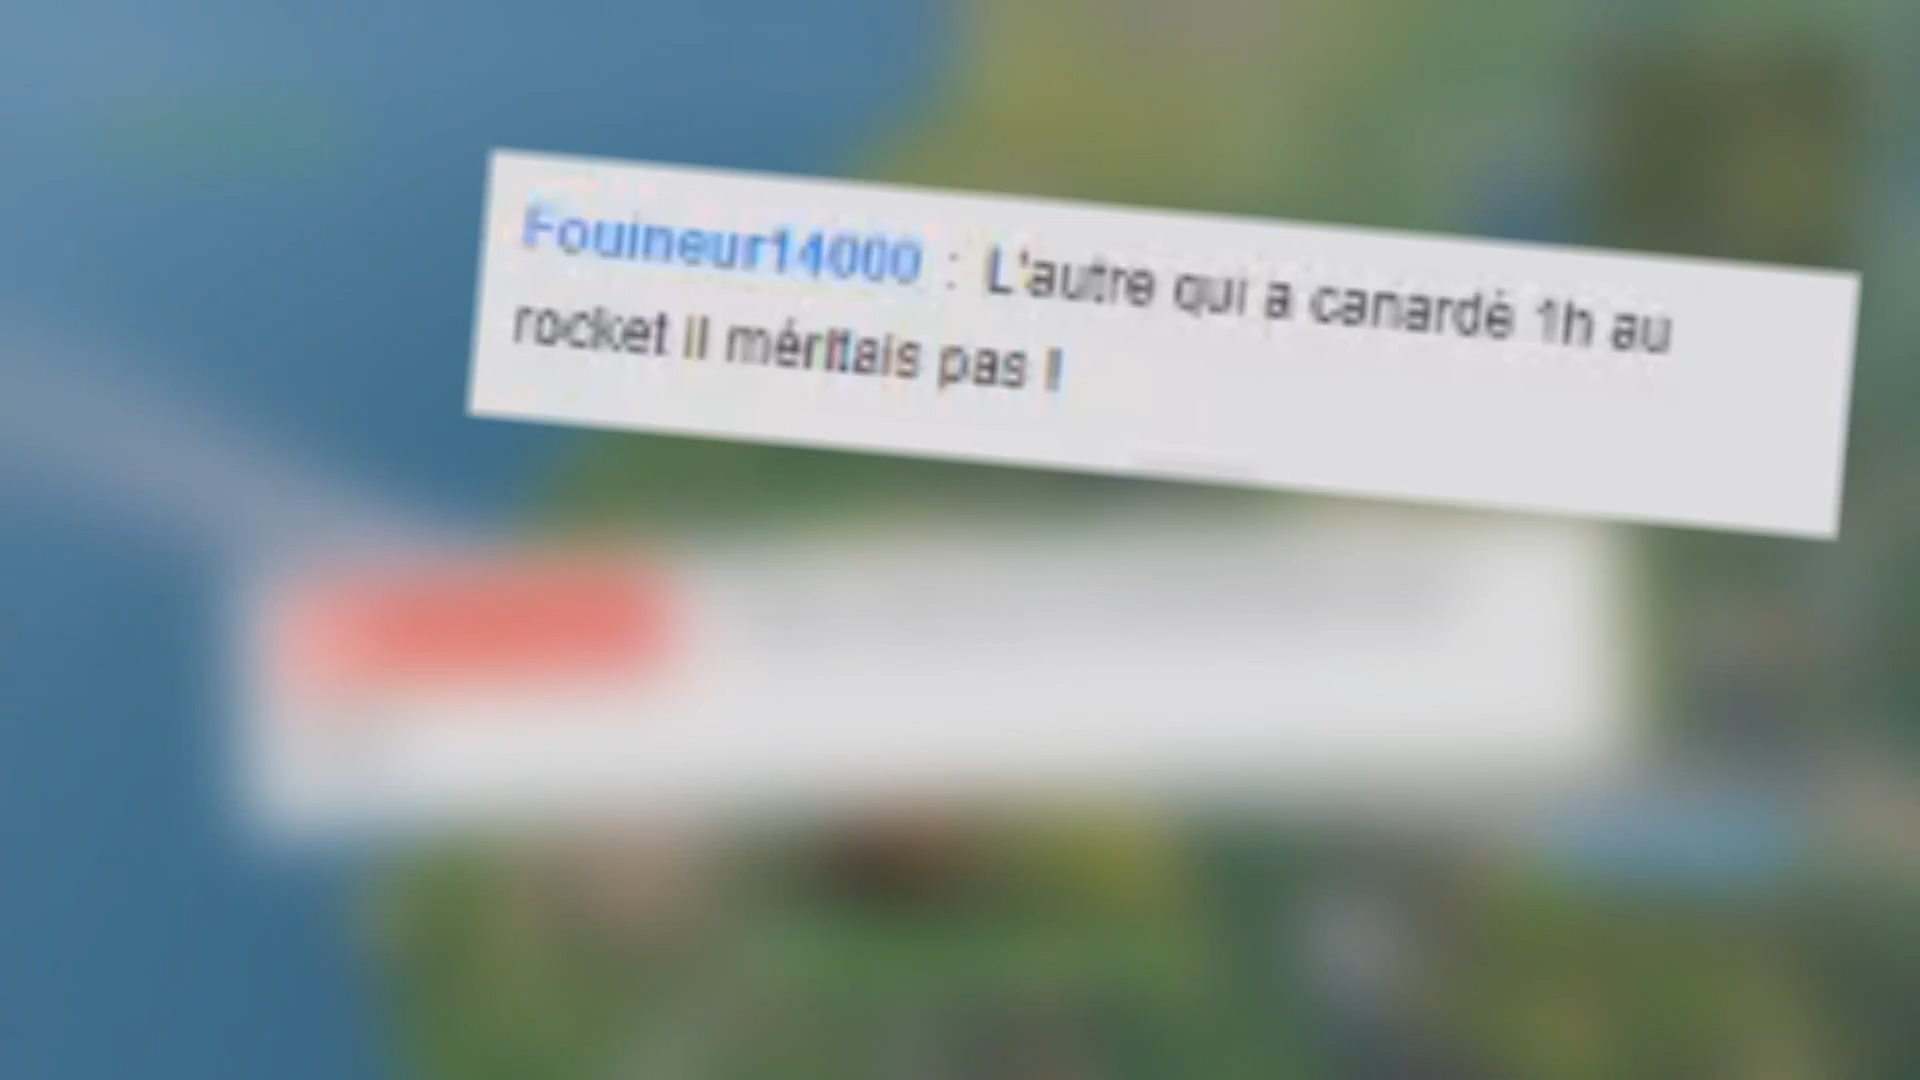 Fouineur14000 : L'autre qui a canardé 1h au
rocket il méritais pas !